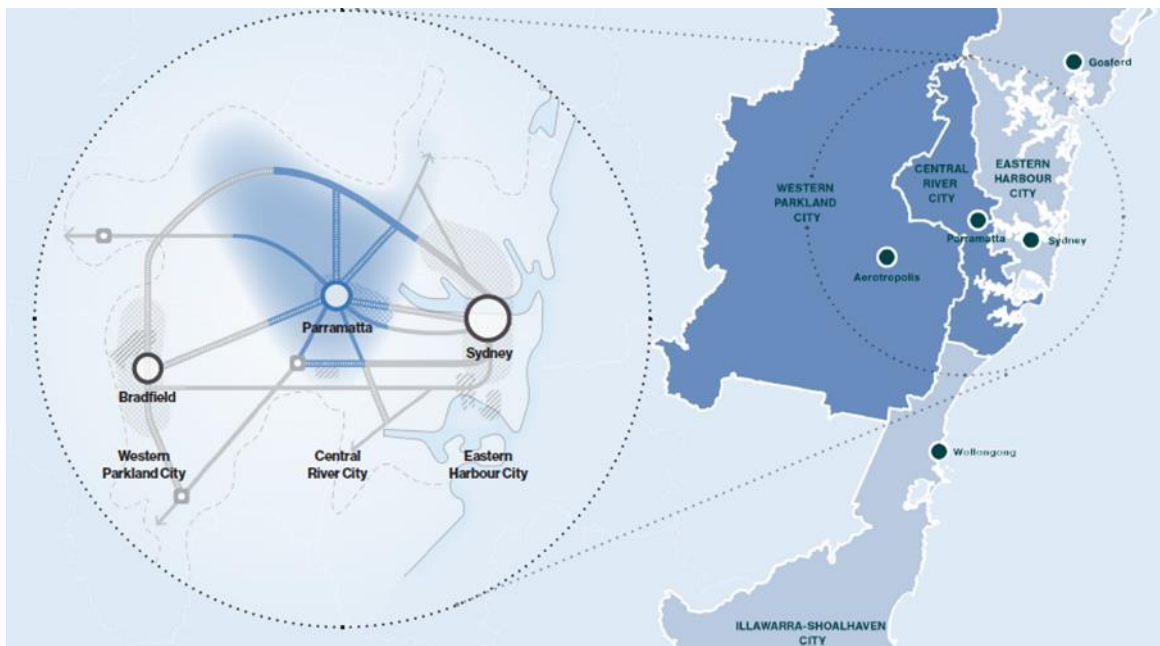 Parramatta
Sydney
Bradfield
Western
Parkland City
Central
River City
Eastern
Harbour City
Gosford
WESTERN
PARKLAND
CITY
CENTRAL
RIVER
CITY
EASTERN
HARBOUR
CITY
Parramatta
Sydney
Aerotropolis
Wollongong
ILLAWARRA-SHOALHAVEN
CITY